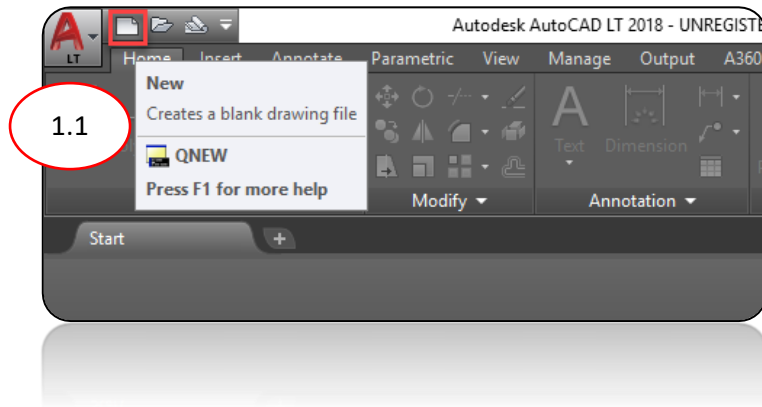 Autodesk AutoCAD LT 2018 - UNREGISTE
LT
Home Insert Annotate Parametric View Manage Output A360
New
Creates a blank drawing file
QNEW
Press F1 for more help
1.1
Text Dimension
Modify Annotation
Start